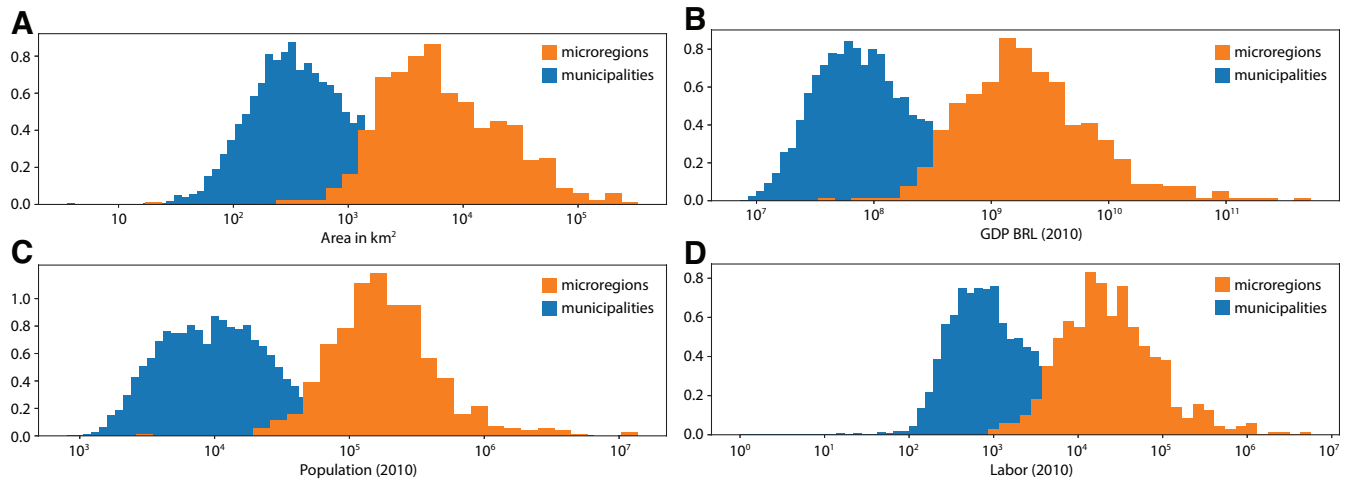 A
microregions
municipalities
0.8
0.6
0.4
0.2
0.0
10
10²
10³
10⁴
10⁵
Area in km²
B
microregions
municipalities
0.8
0.6
0.4
0.2
0.0
10⁷
10⁸
10⁹
10¹⁰
10¹¹
GDP BRL (2010)
C
microregions
municipalities
1.0
0.8
0.6
0.4
0.2
0.0
10³
10⁴
10⁵
10⁶
10⁷
Population (2010)
D
microregions
municipalities
0.8
0.6
0.4
0.2
0.0
10⁰
10¹
10²
10³
10⁴
10⁵
10⁶
10⁷
Labor (2010)